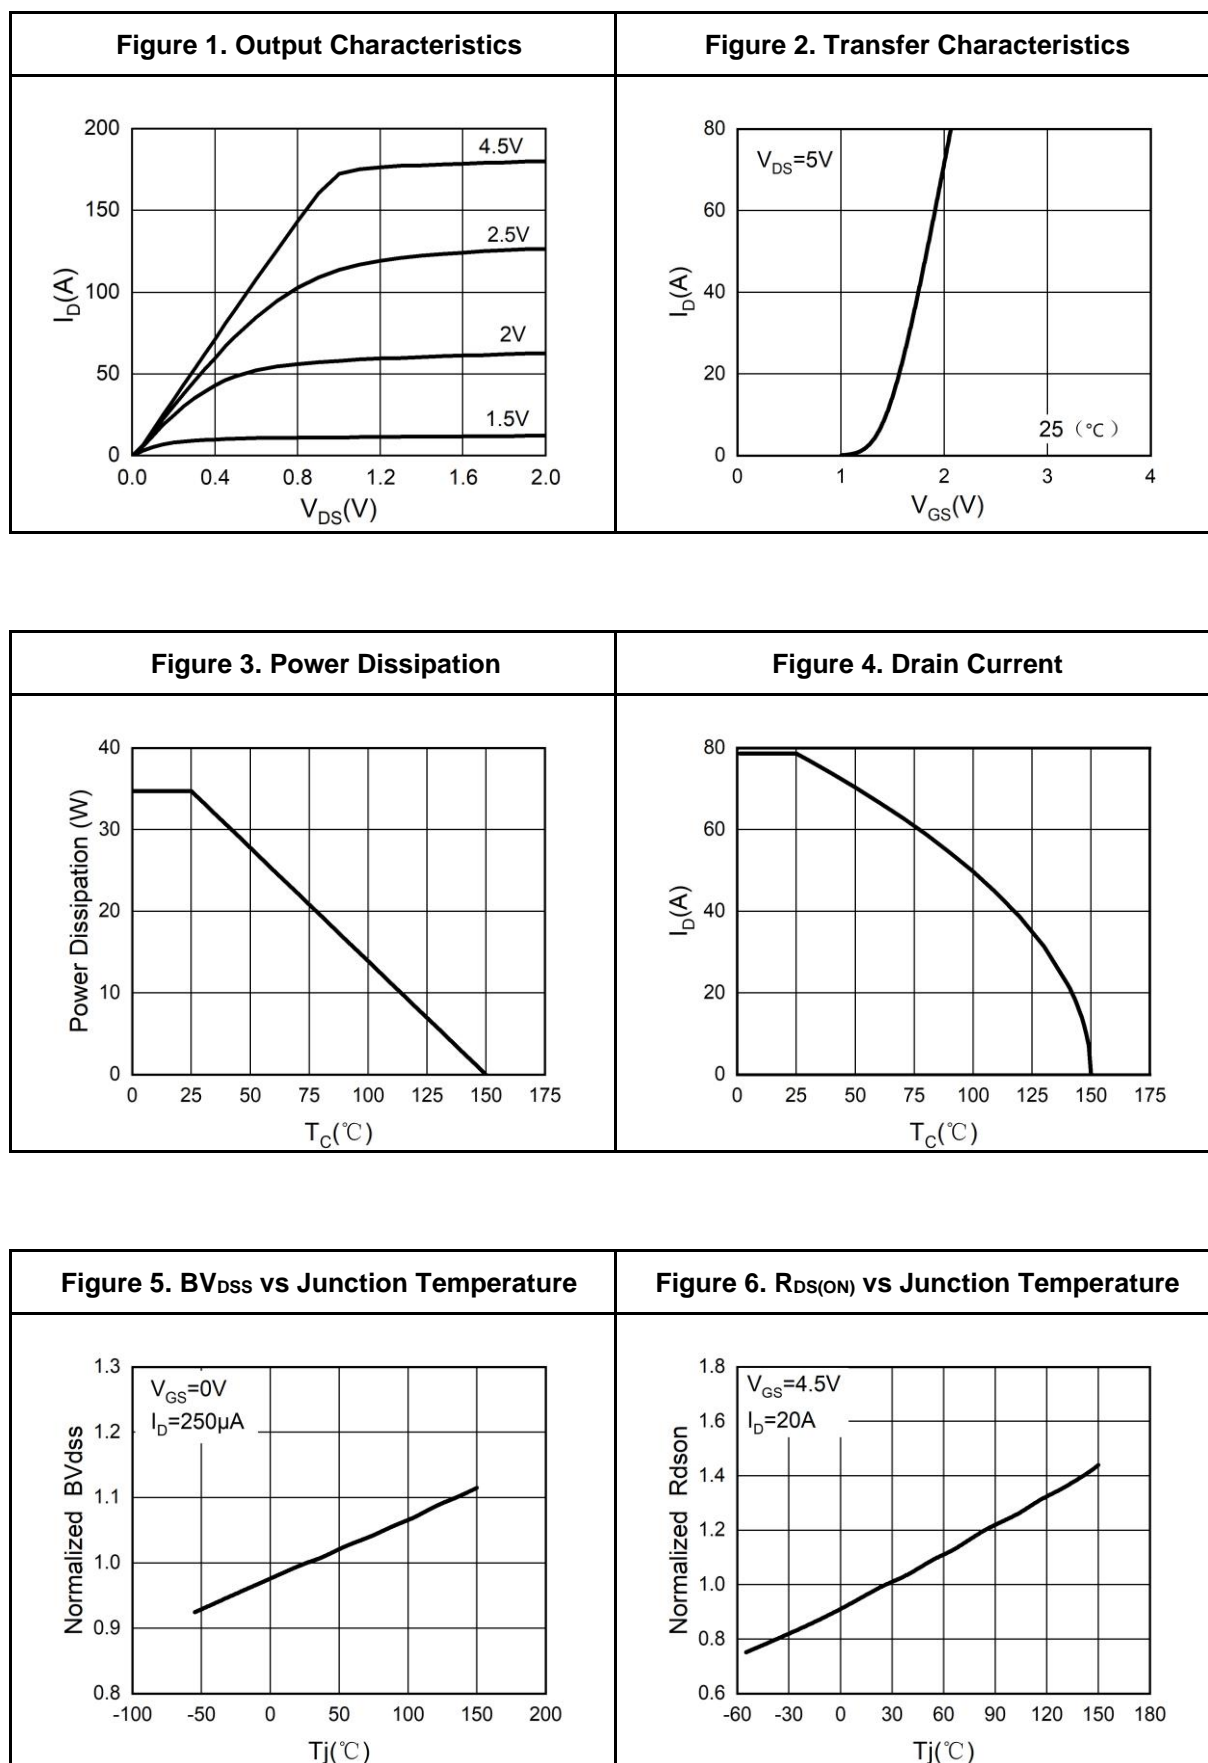 Figure 1. Output Characteristics
Figure 2. Transfer Characteristics
200
150
100
50
0
I_D(A)
4.5V
2.5V
2V
1.5V
0.0 0.4 0.8 1.2 1.6 2.0
V_DS(V)
80
60
40
20
0
I_D(A)
V_DS=5V
25（℃）
0 1 2 3 4
V_GS(V)
Figure 3. Power Dissipation
Figure 4. Drain Current
40
30
20
10
0
Power Dissipation (W)
0 25 50 75 100 125 150 175
T_C(℃)
80
60
40
20
0
I_D(A)
0 25 50 75 100 125 150 175
T_C(℃)
Figure 5. BV_DSS vs Junction Temperature
Figure 6. R_DS(ON) vs Junction Temperature
1.3
1.2
1.1
1.0
0.9
0.8
Normalized BVdss
V_GS=0V
I_D=250μA
-100 -50 0 50 100 150 200
Tj(℃)
1.8
1.6
1.4
1.2
1.0
0.8
0.6
Normalized Rdson
V_GS=4.5V
I_D=20A
-60 -30 0 30 60 90 120 150 180
Tj(℃)